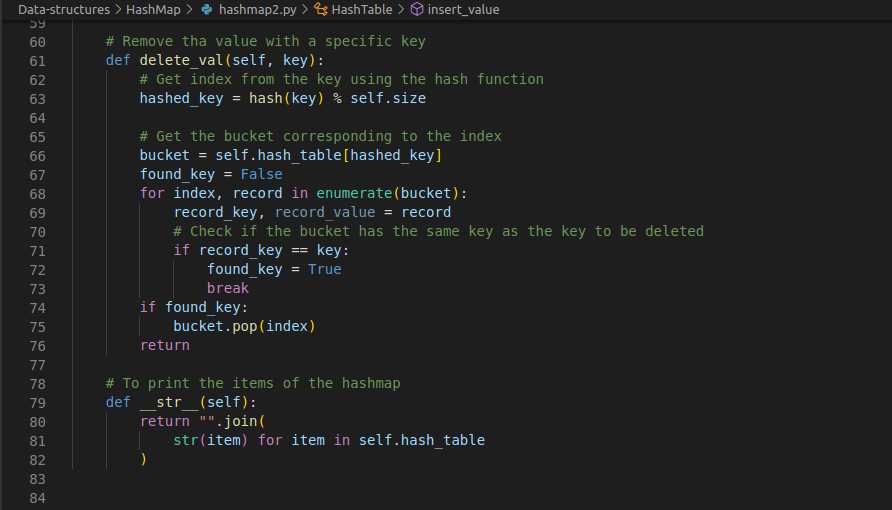 Data-structures > HashMap > hashmap2.py > HashTable > insert_value
59
60 # Remove tha value with a specific key
61 def delete_val(self, key):
62 # Get index from the key using the hash function
63 hashed_key = hash(key) % self.size
64
65 # Get the bucket corresponding to the index
66 bucket = self.hash_table[hashed_key]
67 found_key = False
68 for index, record in enumerate(bucket):
69 record_key, record_value = record
70 # Check if the bucket has the same key as the key to be deleted
71 if record_key == key:
72 found_key = True
73 break
74 if found_key:
75 bucket.pop(index)
76 return
77
78 # To print the items of the hashmap
79 def __str__(self):
80 return "".join(
81 str(item) for item in self.hash_table
82 )
83
84